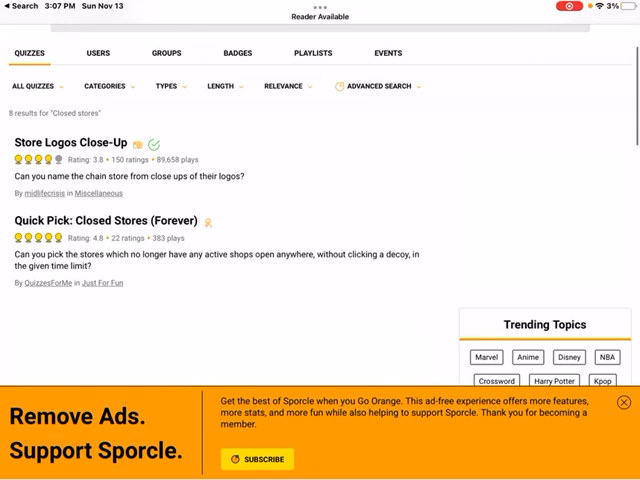 Search 3:07 PM Sun Nov 13
3%
Reader Available
QUIZZES USERS GROUPS BADGES PLAYLISTS EVENTS
ALL QUIZZES CATEGORIES TYPES LENGTH RELEVANCE ADVANCED SEARCH
8 results for "Closed stores"
Store Logos Close-Up
Rating: 3.8 • 150 ratings • 89,658 plays
Can you name the chain store from close ups of their logos?
By midlifecrisis in Miscellaneous
Quick Pick: Closed Stores (Forever)
Rating: 4.8 • 22 ratings • 383 plays
Can you pick the stores which no longer have any active shops open anywhere, without clicking a decoy, in
the given time limit?
By QuizzesForMe in Just For Fun
Trending Topics
Marvel Anime Disney NBA
Crossword Harry Potter Kpop
Remove Ads.
Support Sporcle.
Get the best of Sporcle when you Go Orange. This ad-free experience offers more features,
more stats, and more fun while also helping to support Sporcle. Thank you for becoming a
member.
SUBSCRIBE